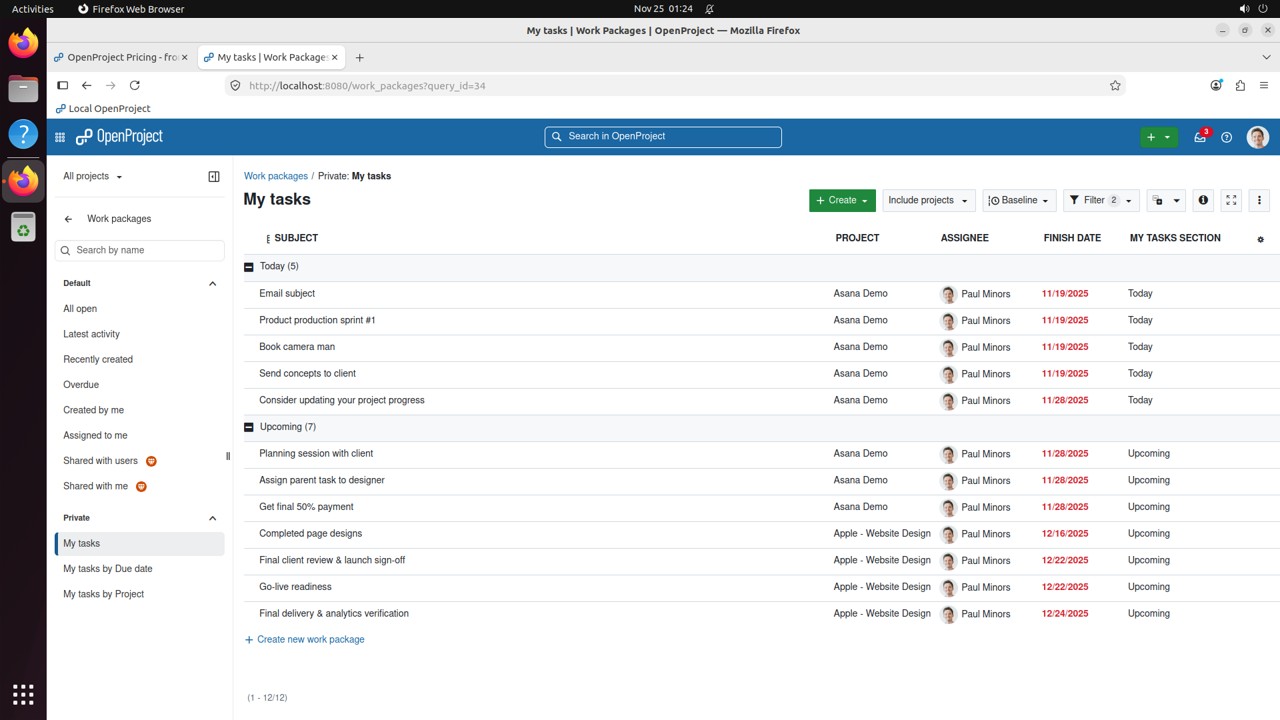 Activities
Firefox Web Browser
Nov 25 01:24
My tasks | Work Packages | OpenProject — Mozilla Firefox
OpenProject Pricing - fro
My tasks | Work Packages
http://localhost:8080/work_packages?query_id=34
Local OpenProject
OpenProject
Search in OpenProject
3
All projects
Work packages
Search by name
Default
All open
Latest activity
Recently created
Overdue
Created by me
Assigned to me
Shared with users
Shared with me
Private
My tasks
My tasks by Due date
My tasks by Project
Work packages / Private: My tasks
My tasks
Create
Include projects
Baseline
Filter 2
SUBJECT PROJECT ASSIGNEE FINISH DATE MY TASKS SECTION
Today (5)
Email subject Asana Demo Paul Minors 11/19/2025 Today
Product production sprint #1 Asana Demo Paul Minors 11/19/2025 Today
Book camera man Asana Demo Paul Minors 11/19/2025 Today
Send concepts to client Asana Demo Paul Minors 11/19/2025 Today
Consider updating your project progress Asana Demo Paul Minors 11/28/2025 Today
Upcoming (7)
Planning session with client Asana Demo Paul Minors 11/28/2025 Upcoming
Assign parent task to designer Asana Demo Paul Minors 11/28/2025 Upcoming
Get final 50% payment Asana Demo Paul Minors 11/28/2025 Upcoming
Completed page designs Apple - Website Design Paul Minors 12/16/2025 Upcoming
Final client review & launch sign-off Apple - Website Design Paul Minors 12/22/2025 Upcoming
Go-live readiness Apple - Website Design Paul Minors 12/22/2025 Upcoming
Final delivery & analytics verification Apple - Website Design Paul Minors 12/24/2025 Upcoming
Create new work package
(1 - 12/12)